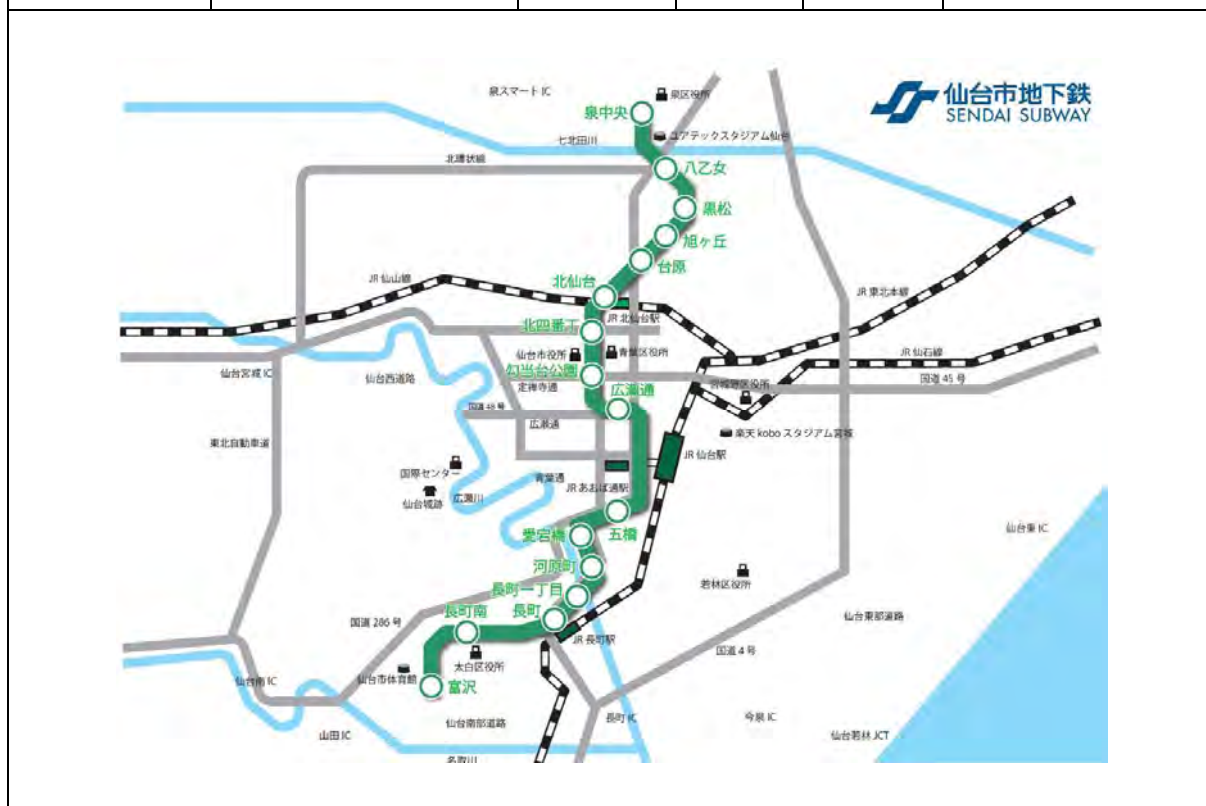 泉スマートIC
泉区役所
仙台市地下鉄
SENDAI SUBWAY
泉中央
ユアテックスタジアム仙台
七北田川
北環状線
八乙女
黒松
旭ヶ丘
台原
JR 仙山線
北仙台
JR 東北本線
JR 北仙台駅
北四番丁
仙台市役所
青葉区役所
JR 仙石線
仙台宮城 IC
仙台西道路
勾当台公園
定禅寺通
広瀬通
宮城野区役所
国道 45 号
国道 48 号
広瀬通
楽天 kobo スタジアム宮城
東北自動車道
国際センター
青葉通
JR 仙台駅
仙台城跡
広瀬川
JR あおば通駅
五橋
愛宕橋
仙台東 IC
河原町
若林区役所
長町一丁目
長町南
長町
仙台東部道路
国道 286 号
JR 長町駅
国道 4 号
太白区役所
仙台南 IC
仙台市体育館
富沢
仙台南部道路
長町 IC
今泉 IC
山田 IC
仙台若林 JCT
名取川